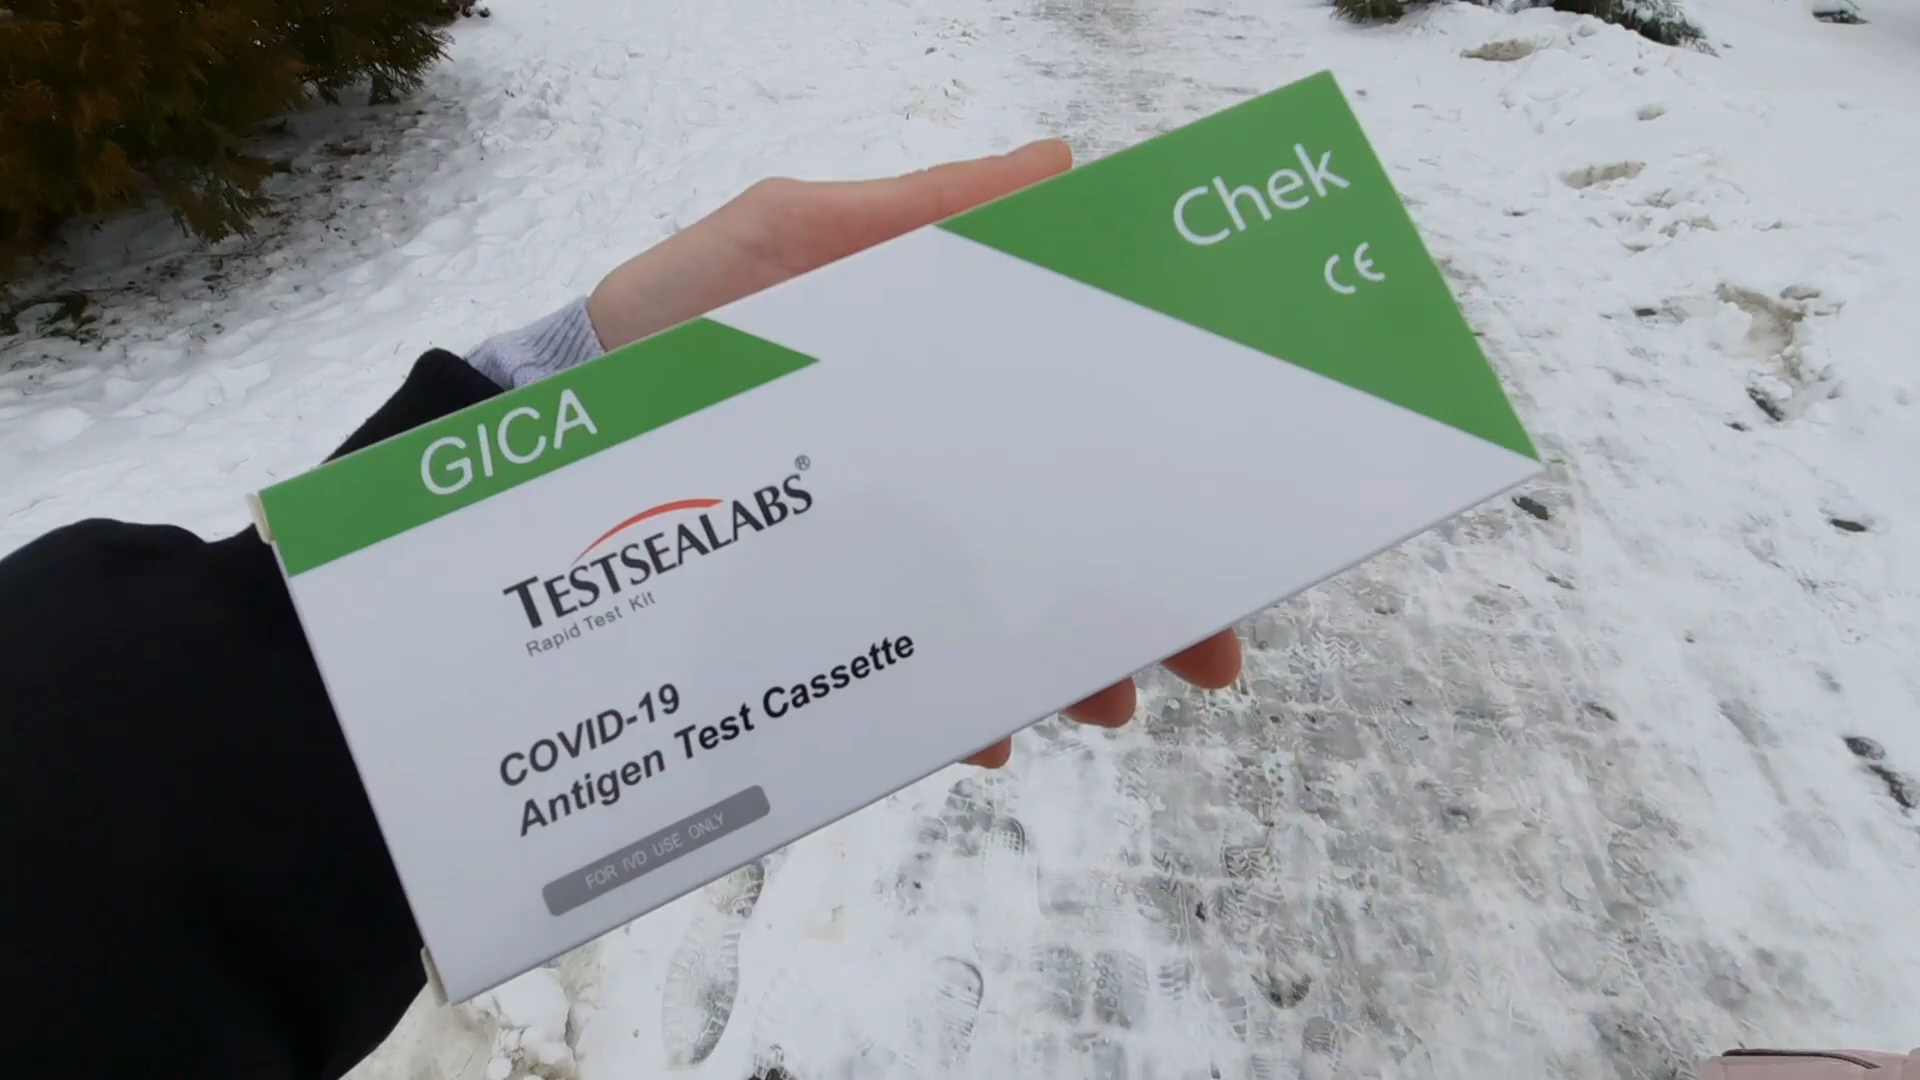 Chek
CE
GICA
TESTSEALABS®
Rapid Test Kit
COVID-19
Antigen Test Cassette
FOR IVD USE ONLY